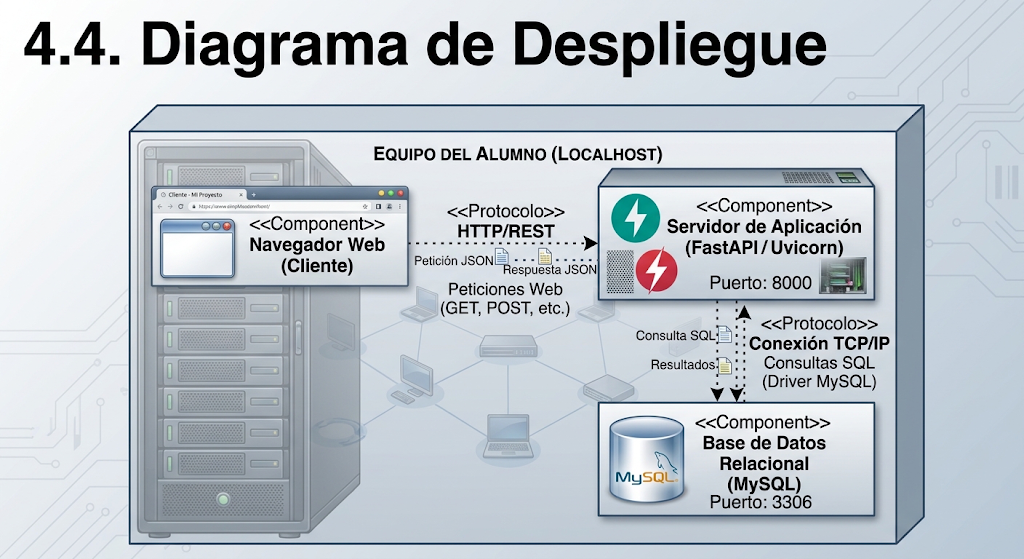 4.4. Diagrama de Despliegue
EQUIPO DEL ALUMNO (LOCALHOST)
Cliente - Mi Proyecto
<<Component>>
Navegador Web
(Cliente)
<<Protocolo>>
HTTP/REST
Petición JSON
Respuesta JSON
Peticiones Web
(GET, POST, etc.)
<<Component>>
Servidor de Aplicación
(FastAPI / Uvicorn)
Puerto: 8000
Consulta SQL
Resultados
<<Protocolo>>
Conexión TCP/IP
Consultas SQL
(Driver MySQL)
<<Component>>
Base de Datos
Relacional
(MySQL)
Puerto: 3306
MySQL